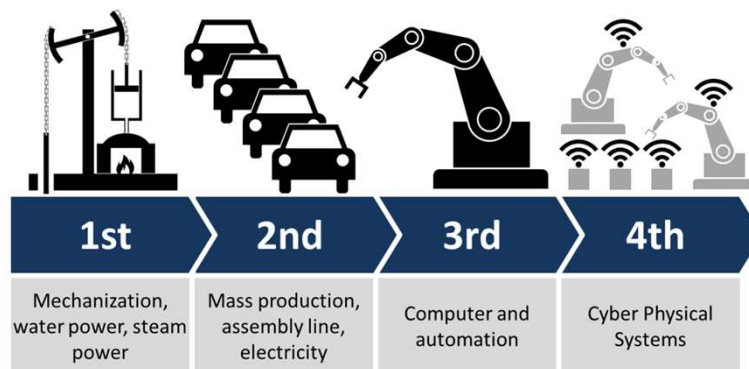 1st
2nd
3rd
4th
Mechanization,
water power, steam
power
Mass production,
assembly line,
electricity
Computer and
automation
Cyber Physical
Systems